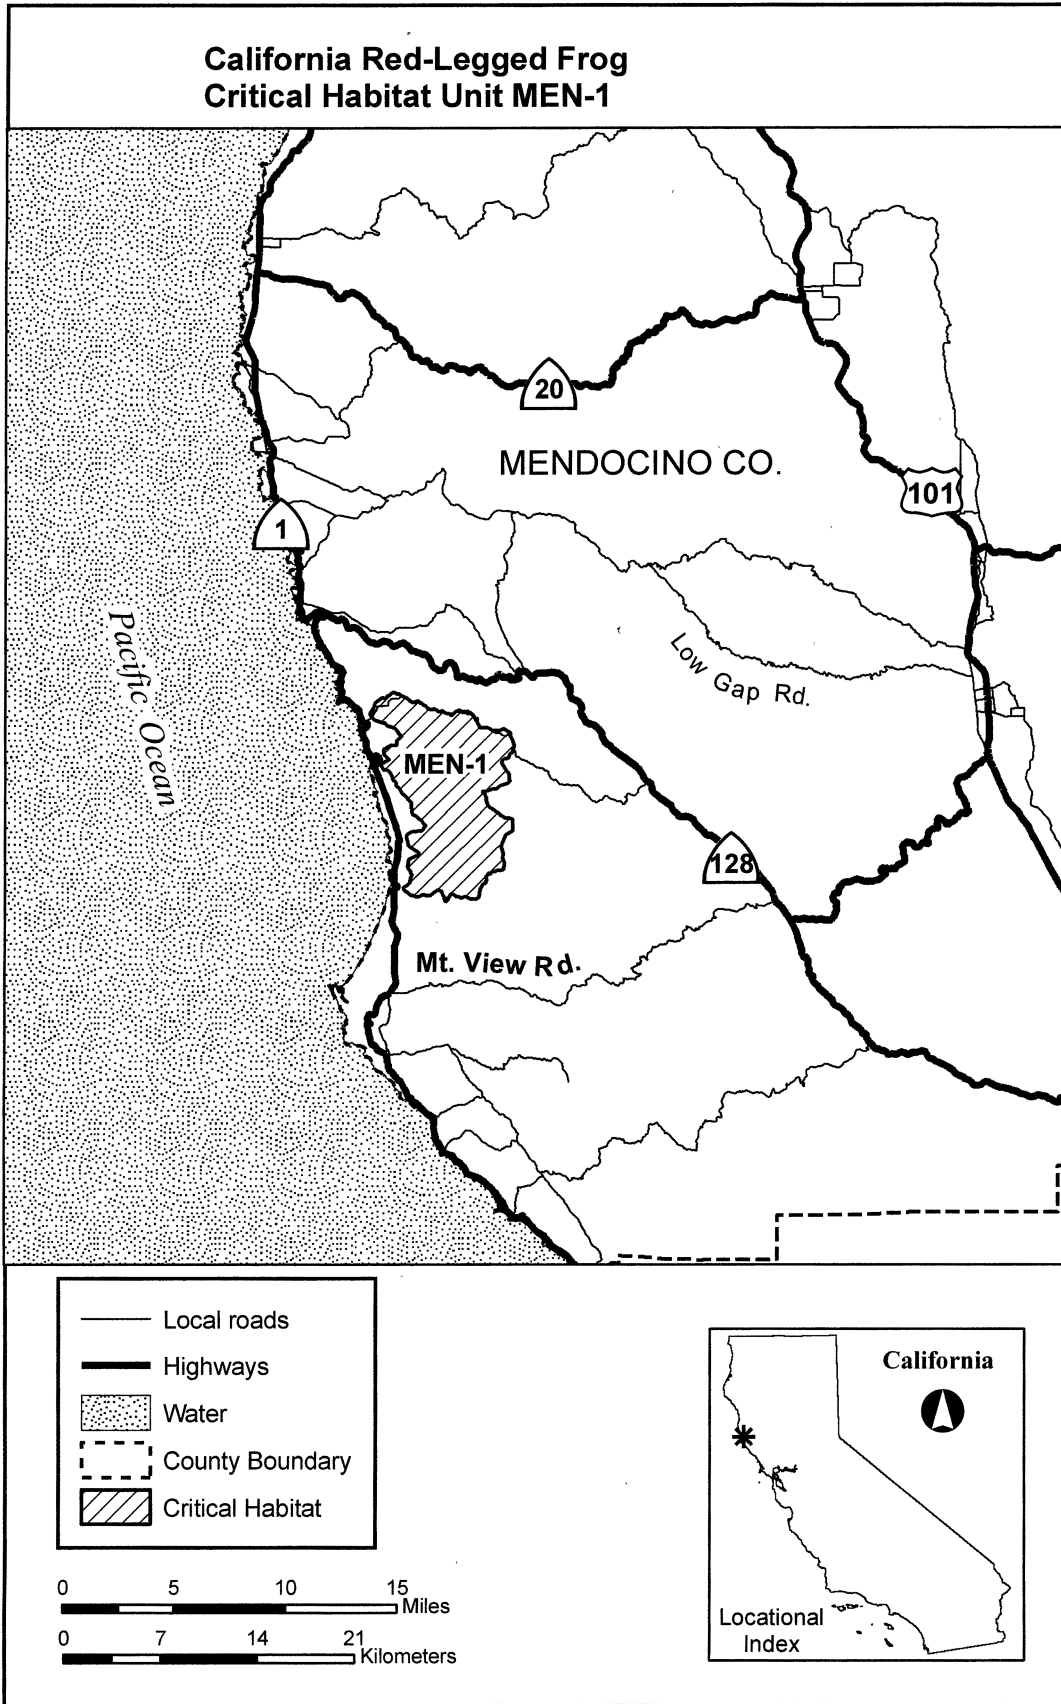 California Red-Legged Frog
Critical Habitat Unit MEN-1
20
MENDOCINO CO.
101
1
Pacific Ocean
Low Gap Rd.
MEN-1
128
Mt. View Rd.
Local roads
Highways
Water
County Boundary
Critical Habitat
0 5 10 15
Miles
0 7 14 21
Kilometers
California
Locational
Index